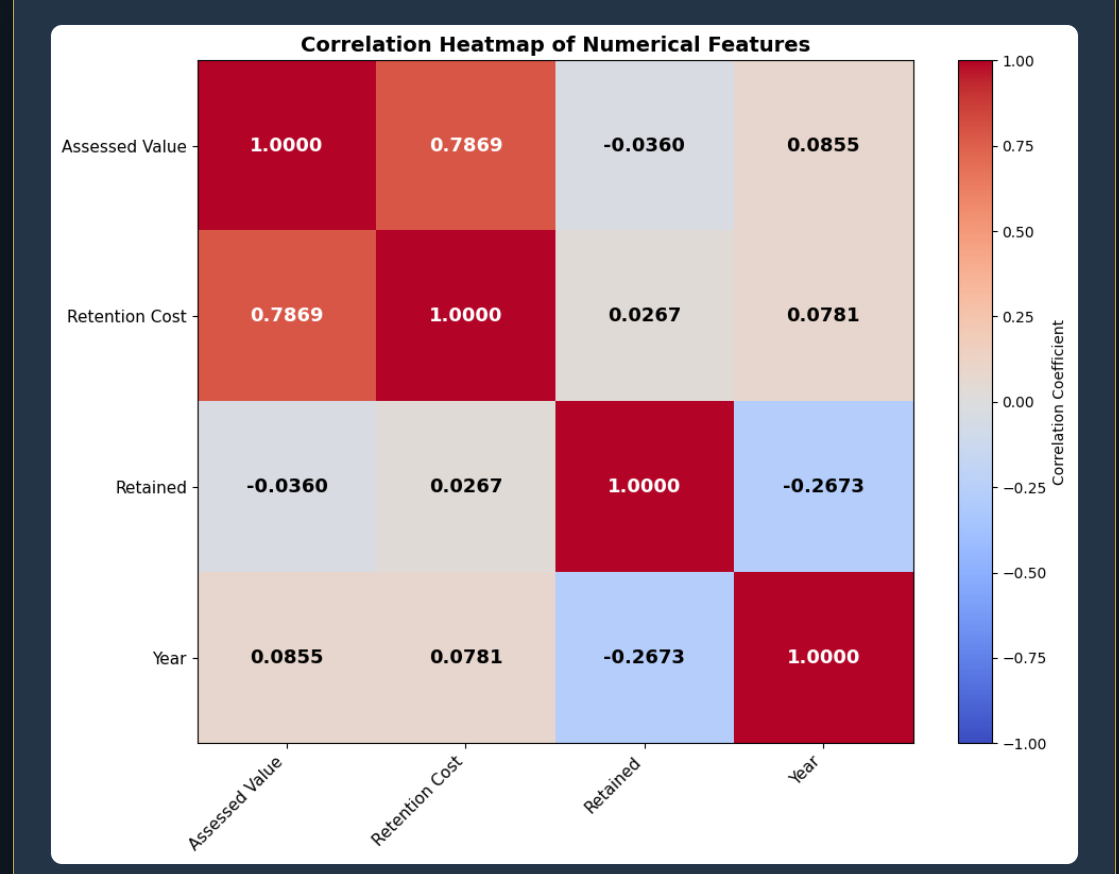 Correlation Heatmap of Numerical Features
Assessed Value 1.0000 0.7869 -0.0360 0.0855
Retention Cost 0.7869 1.0000 0.0267 0.0781
Retained -0.0360 0.0267 1.0000 -0.2673
Year 0.0855 0.0781 -0.2673 1.0000
Assessed Value Retention Cost Retained Year
1.00
0.75
0.50
0.25
0.00
−0.25
−0.50
−0.75
−1.00
Correlation Coefficient